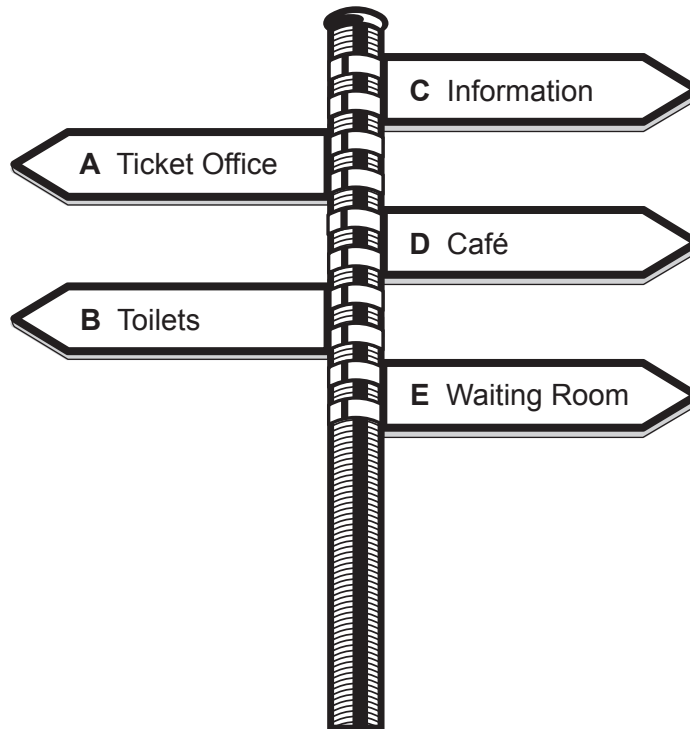 C Information
A Ticket Office
D Café
B Toilets
E Waiting Room